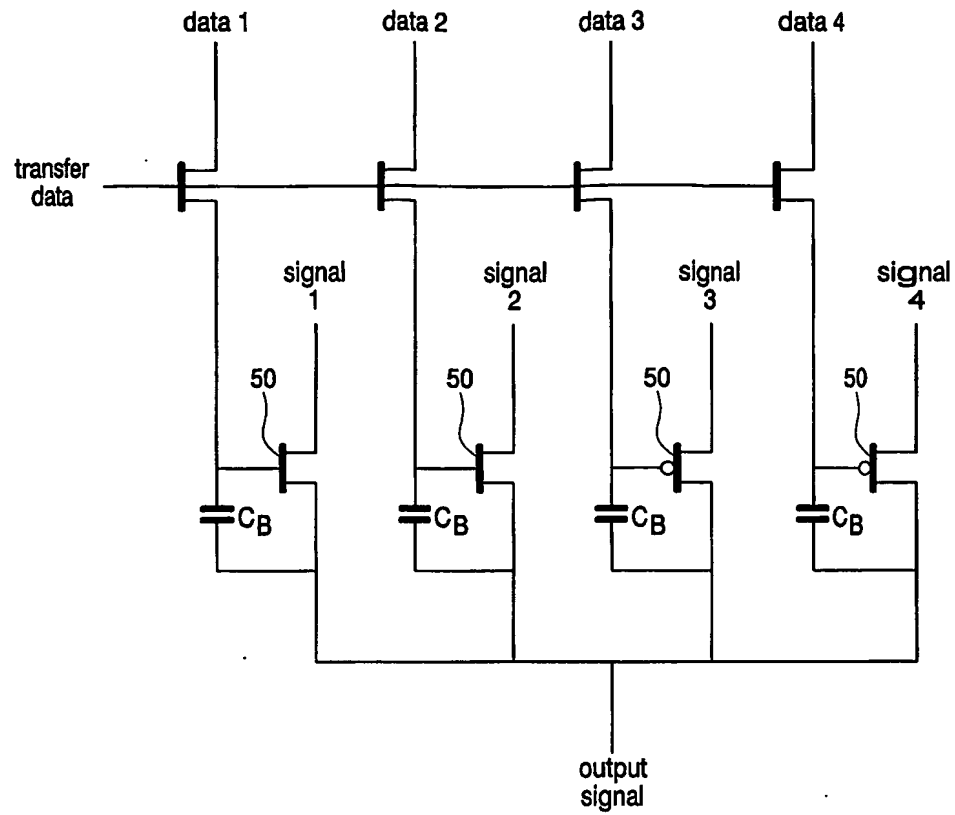 data 1
data 2
data 3
data 4
transfer
data
signal
1
signal
2
signal
3
signal
4
50
50
50
50
CB
CB
CB
CB
output
signal